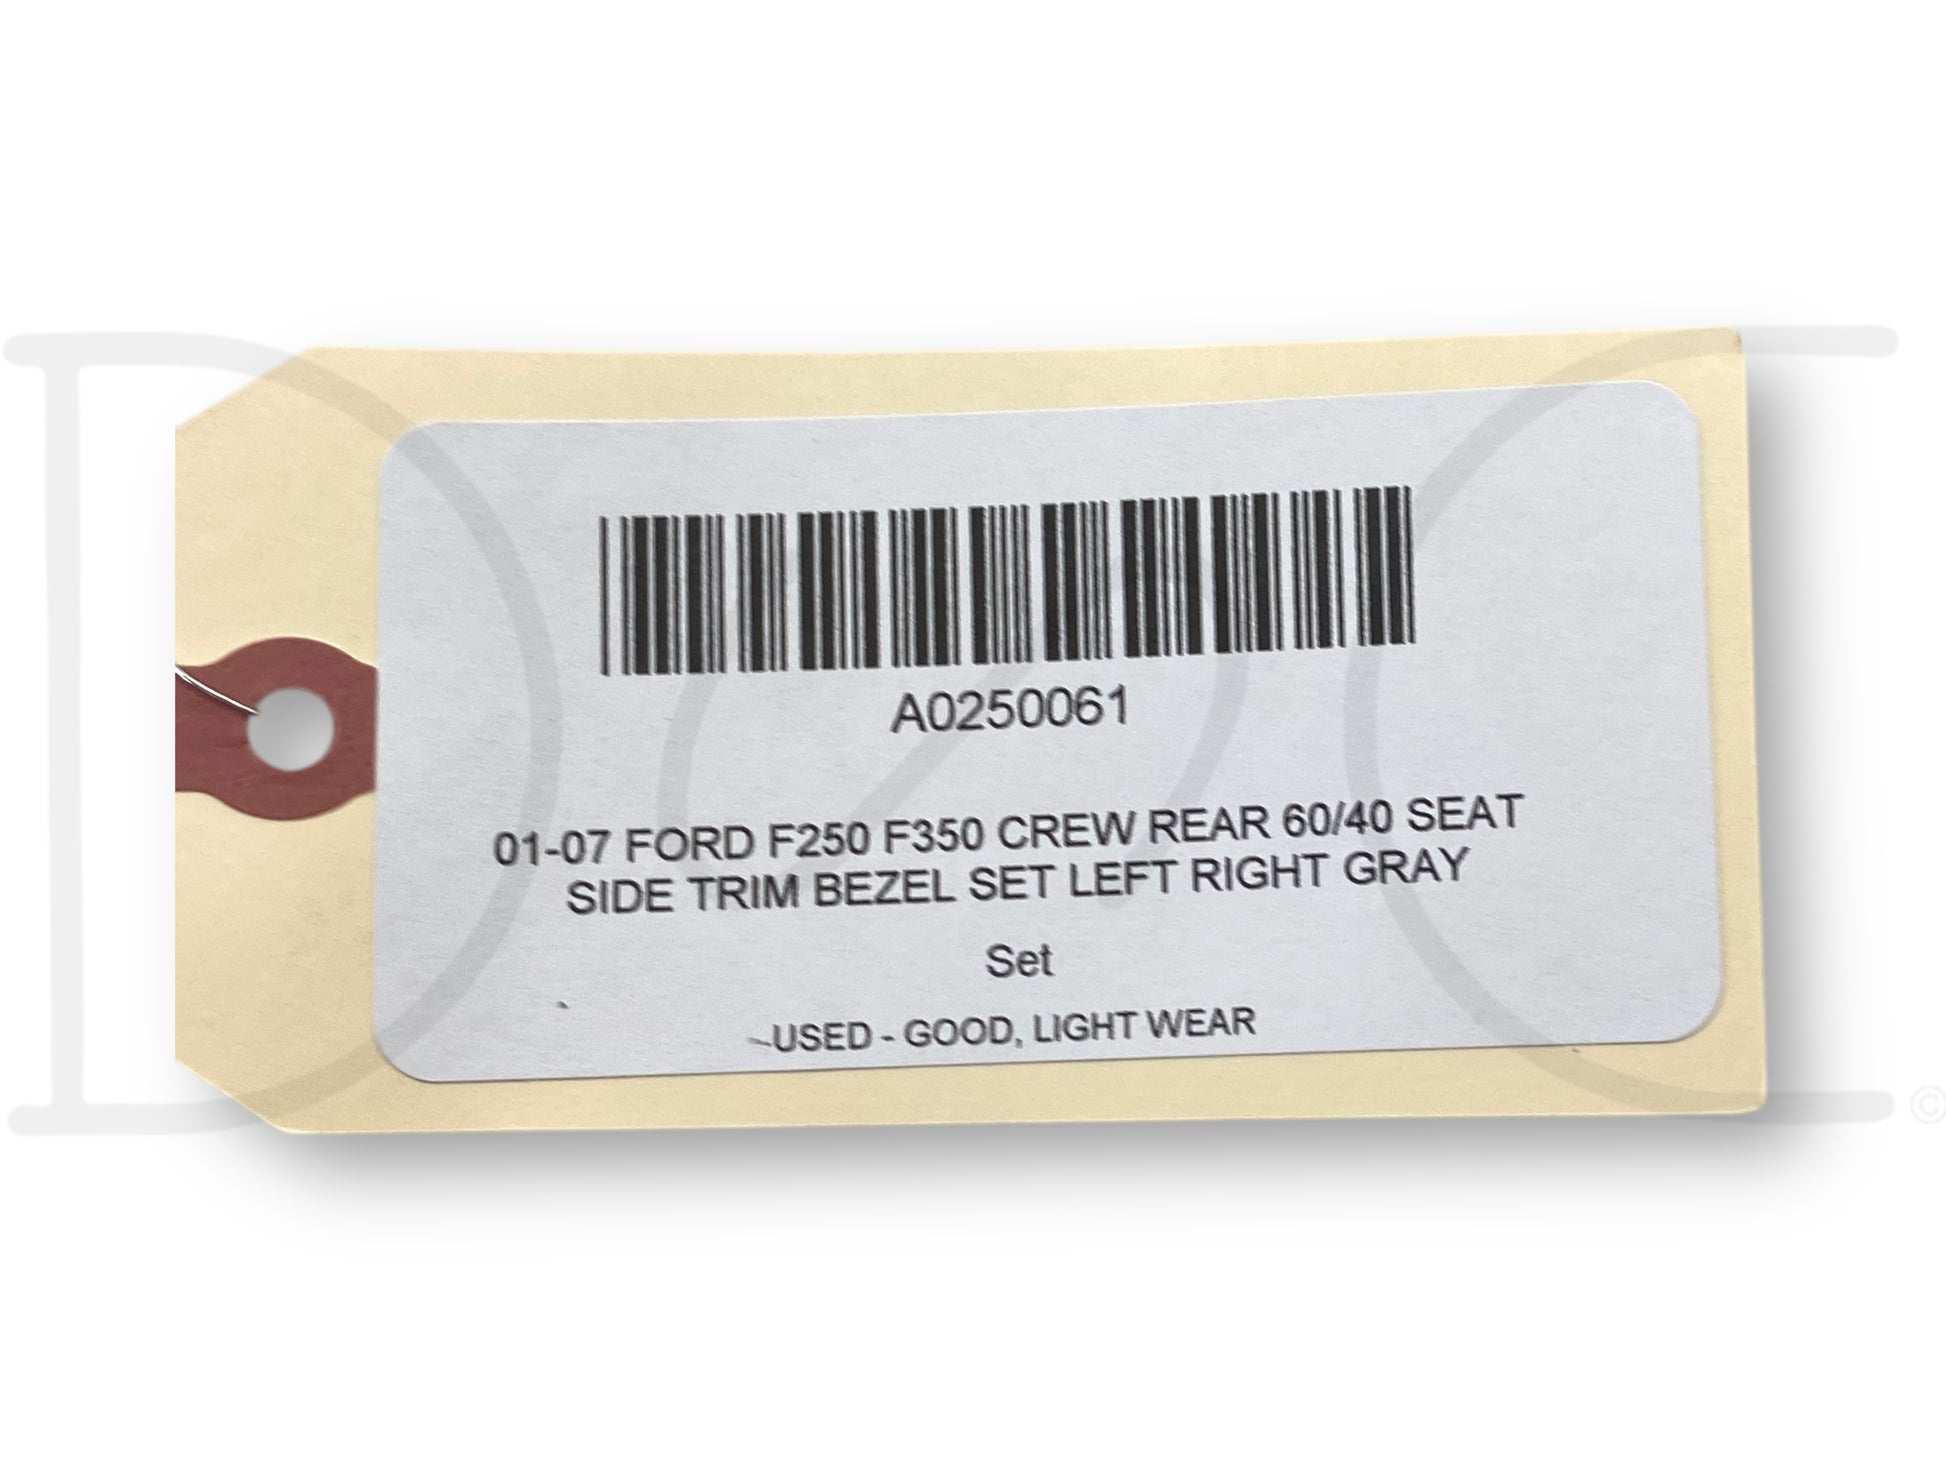 A0250061
01-07 FORD F250 F350 CREW REAR 60/40 SEAT
SIDE TRIM BEZEL SET LEFT RIGHT GRAY
Set
USED - GOOD, LIGHT WEAR
©